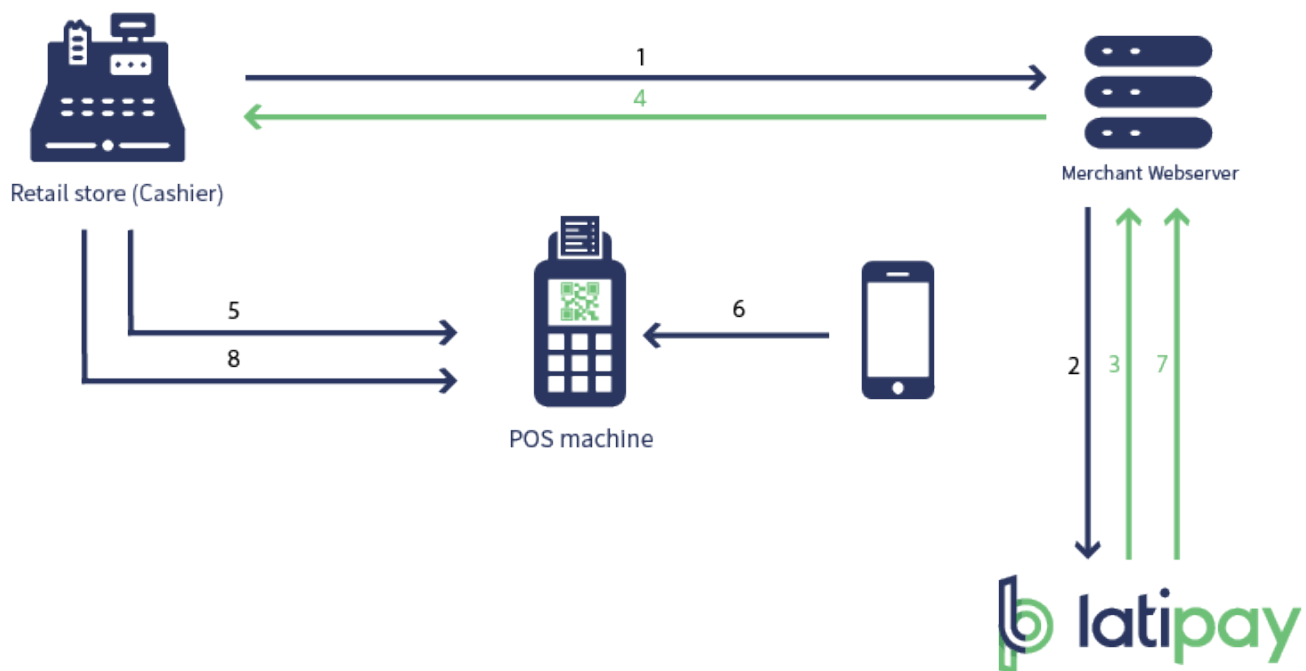 1
4
Retail store (Cashier)
Merchant Webserver
5
6
8
2
3
7
POS machine
latipay